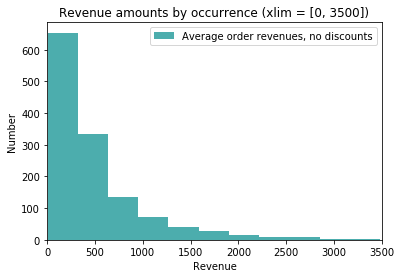 Revenue amounts by occurrence (xlim = [0, 3500])
Average order revenues, no discounts
Number
600
500
400
300
200
100
0
0 500 1000 1500 2000 2500 3000 3500
Revenue